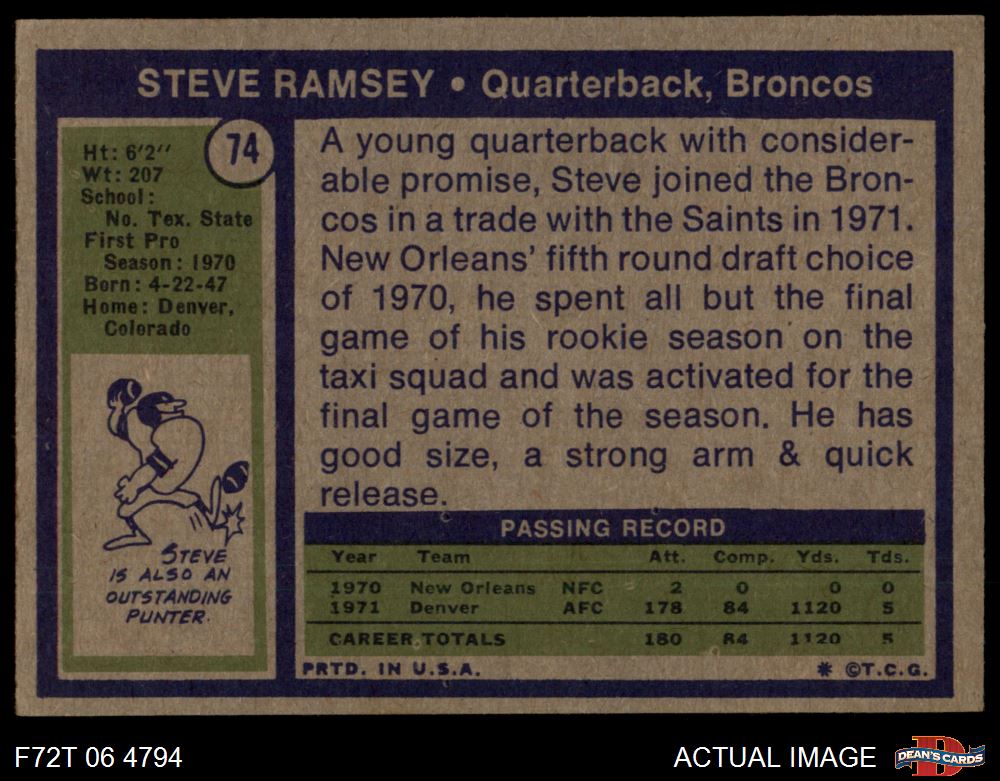 STEVE RAMSEY • Quarterback, Broncos
74
Ht: 6'2''
Wt: 207
School:
No. Tex. State
First Pro
Season: 1970
Born: 4-22-47
Home: Denver,
Colorado
STEVE
IS ALSO AN
OUTSTANDING
PUNTER.
A young quarterback with consider-
able promise, Steve joined the Bron-
cos in a trade with the Saints in 1971.
New Orleans' fifth round draft choice
of 1970, he spent all but the final
game of his rookie season on the
taxi squad and was activated for the
final game of the season. He has
good size, a strong arm & quick
release.
PASSING RECORD
Year Team Att. Comp. Yds. Tds.
1970 New Orleans NFC 2 0 0 0
1971 Denver AFC 178 84 1120 5
CAREER TOTALS 180 84 1120 5
PRTD. IN U.S.A. * ©T.C.G.
F72T 06 4794 ACTUAL IMAGE D DEAN'S CARDS